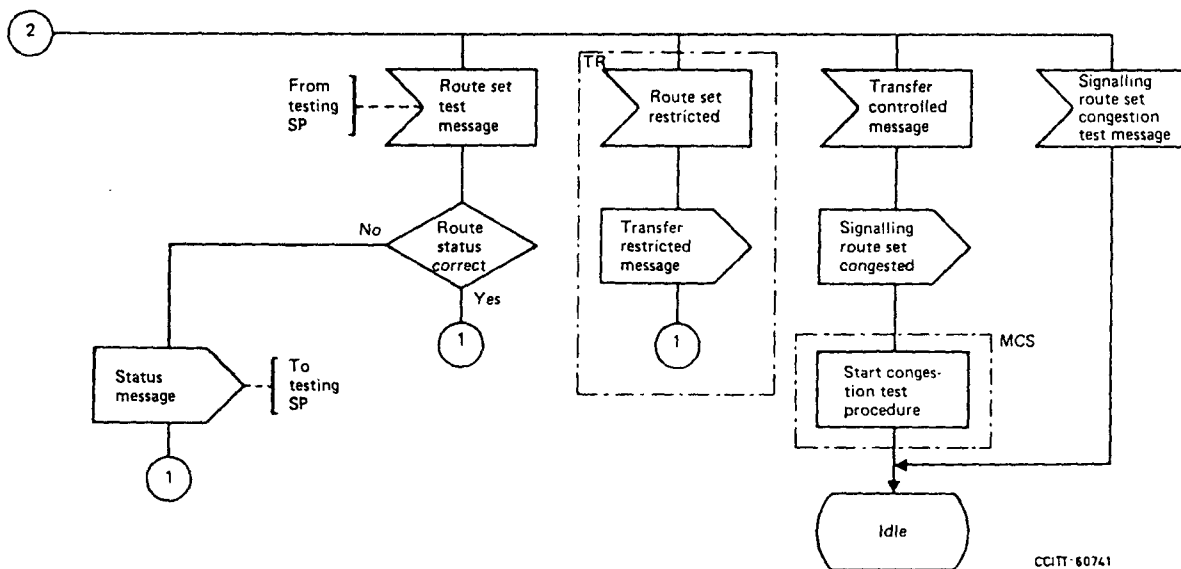 2
From
testing
SP
Route set
test
message
TR
Route set
restricted
Transfer
controlled
message
Signalling
route set
congestion
test message
No
Route
status
correct
Yes
Transfer
restricted
message
Signalling
route set
congested
1
1
MCS
Status
message
To
testing
SP
Start conges-
tion test
procedure
1
Idle
CCITT-60741